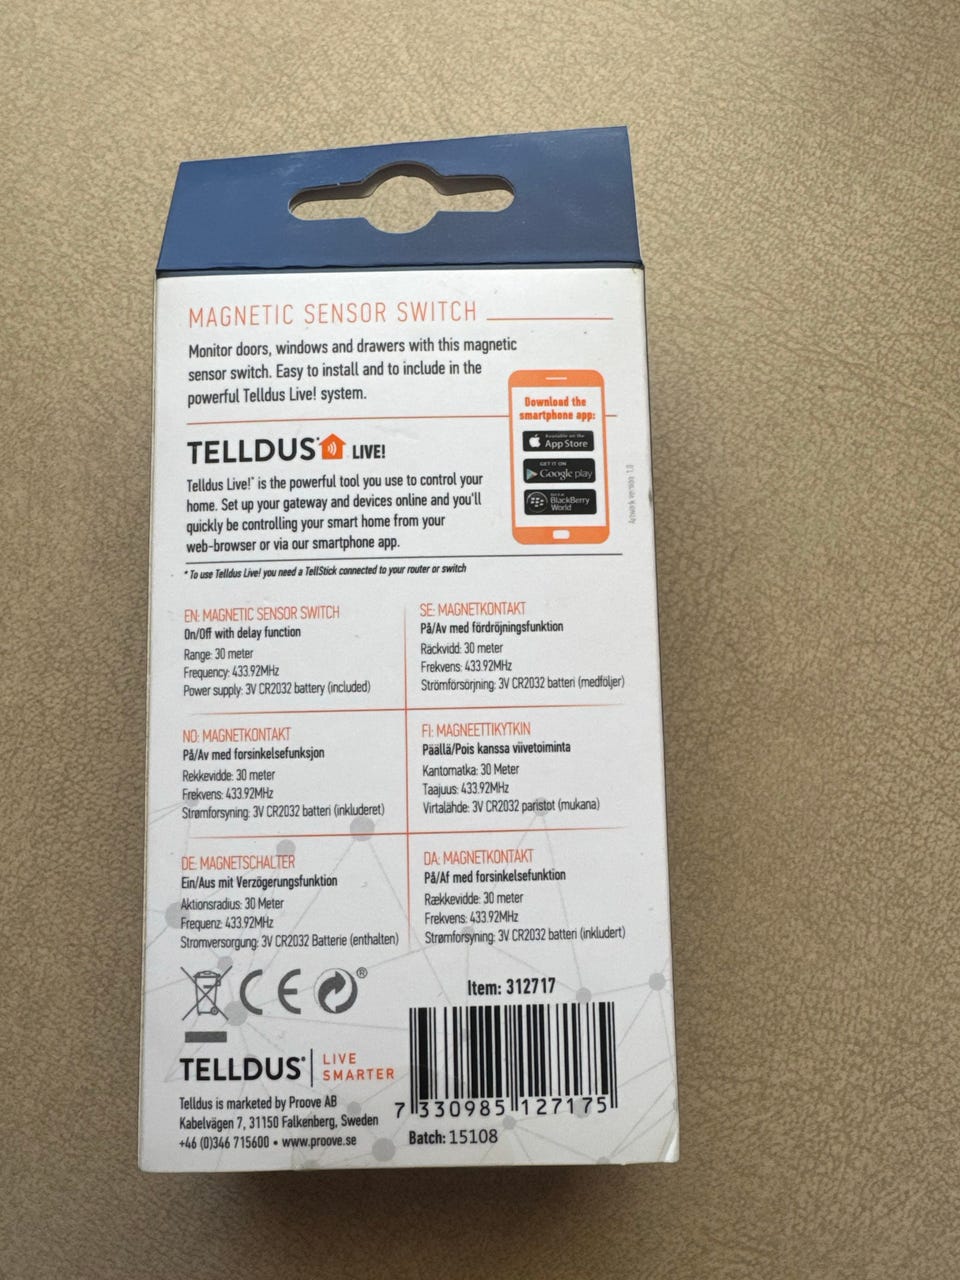 MAGNETIC SENSOR SWITCH
Monitor doors, windows and drawers with this magnetic
sensor switch. Easy to install and to include in the
powerful Telldus Live! system.
Download the
smartphone app:
Available on the
App Store
GET IT ON
Google play
BlackBerry
World
Artwork version 1.0
TELLDUS® LIVE!
Telldus Live!* is the powerful tool you use to control your
home. Set up your gateway and devices online and you'll
quickly be controlling your smart home from your
web-browser or via our smartphone app.
* To use Telldus Live! you need a TellStick connected to your router or switch
EN: MAGNETIC SENSOR SWITCH
On/Off with delay function
Range: 30 meter
Frequency: 433.92MHz
Power supply: 3V CR2032 battery (included)
SE: MAGNETKONTAKT
På/Av med fördröjningsfunktion
Räckvidd: 30 meter
Frekvens: 433.92MHz
Strömförsörjning: 3V CR2032 batteri (medföljer)
NO: MAGNETKONTAKT
På/Av med forsinkelsefunksjon
Rekkevidde: 30 meter
Frekvens: 433.92MHz
Strømforsyning: 3V CR2032 batteri (inkluderet)
FI: MAGNEETTIKYTKIN
Päällä/Pois kanssa viivetoiminta
Kantomatka: 30 Meter
Taajuus: 433.92MHz
Virtalähde: 3V CR2032 paristot (mukana)
DE: MAGNETSCHALTER
Ein/Aus mit Verzögerungsfunktion
Aktionsradius: 30 Meter
Frequenz: 433.92MHz
Stromversorgung: 3V CR2032 Batterie (enthalten)
DA: MAGNETKONTAKT
På/Af med forsinkelsefunktion
Rækkevidde: 30 meter
Frekvens: 433.92MHz
Strømforsyning: 3V CR2032 batteri (inkludert)
CE ®
TELLDUS® LIVE
SMARTER
Telldus is marketed by Proove AB
Kabelvägen 7, 31150 Falkenberg, Sweden
+46 (0)346 715600 • www.proove.se
Item: 312717
7 330985 127175
Batch: 15108